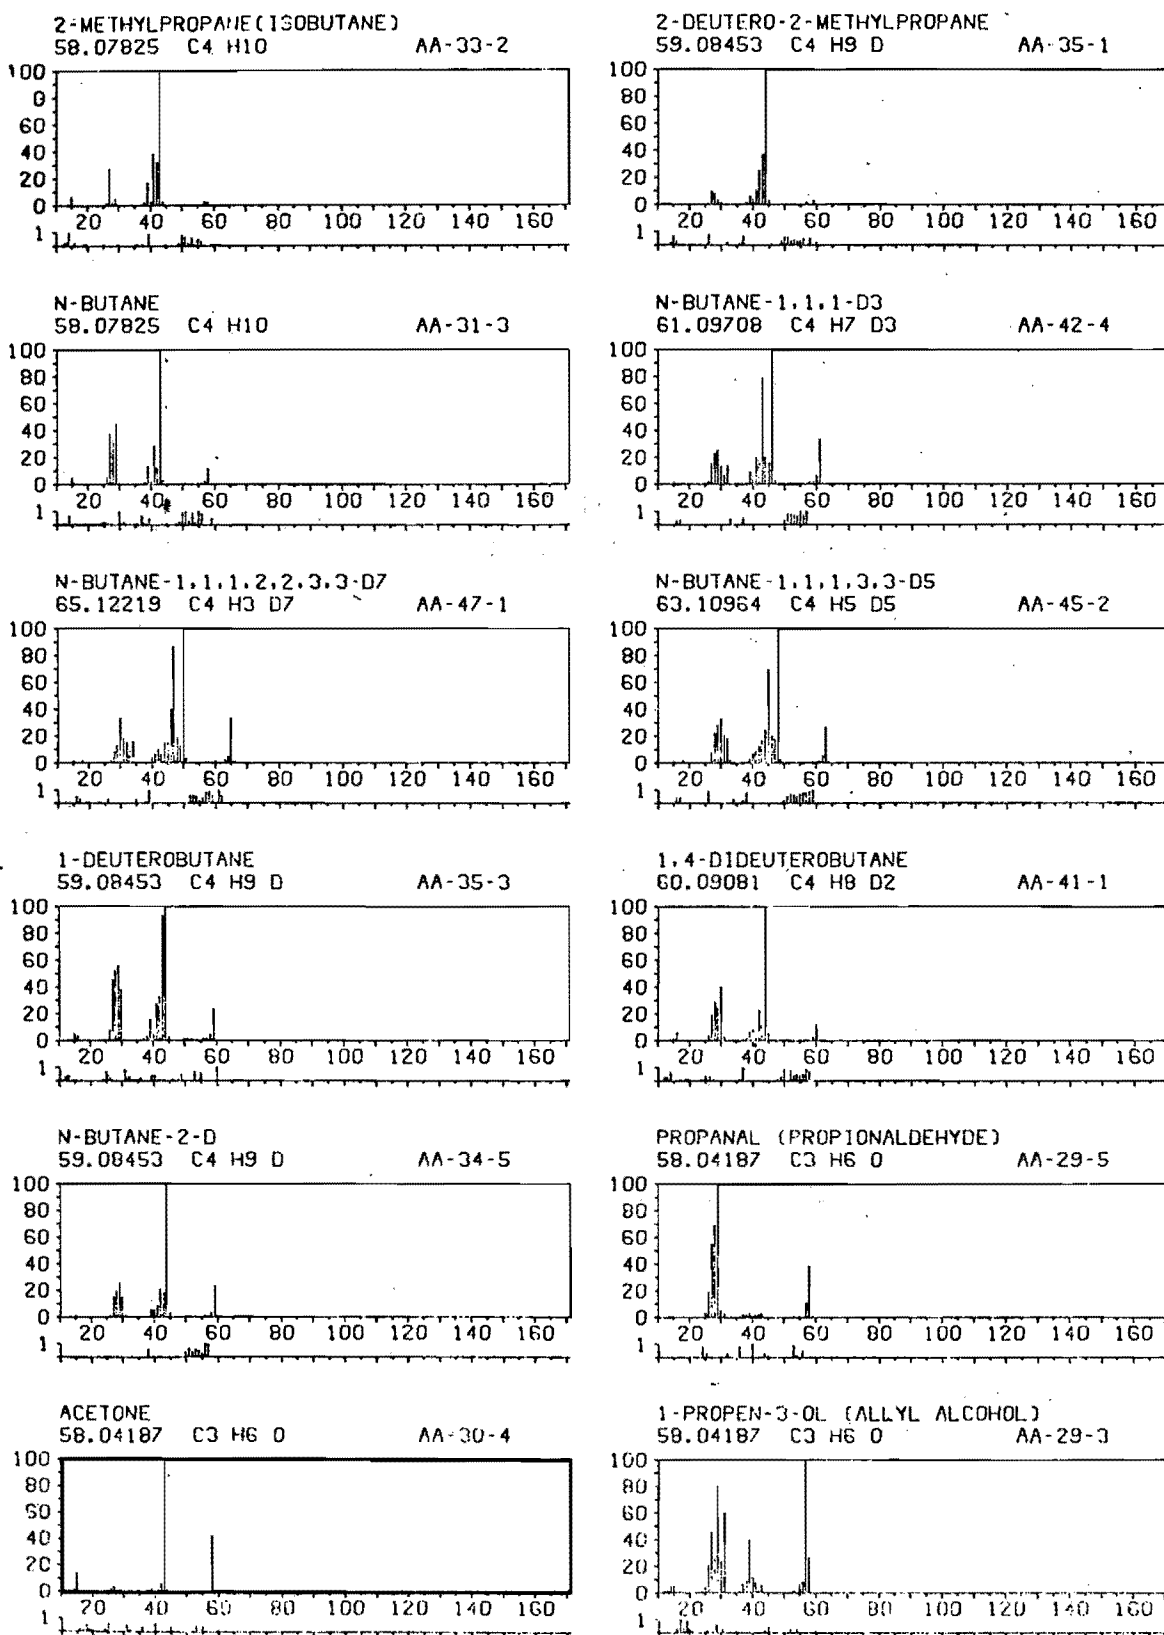 2-METHYLPROPANE(ISOBUTANE)
58.07825 C4 H10 AA-33-2
100
0
60
40
20
0
20 40 60 80 100 120 140 160
1
2-DEUTERO-2-METHYLPROPANE
59.08453 C4 H9 D AA-35-1
100
80
60
40
20
0
20 40 60 80 100 120 140 160
1
N-BUTANE
58.07825 C4 H10 AA-31-3
100
80
60
40
20
0
20 40 60 80 100 120 140 160
1
N-BUTANE-1,1,1-D3
61.09708 C4 H7 D3 AA-42-4
100
80
60
40
20
0
20 40 60 80 100 120 140 160
1
N-BUTANE-1,1,1,2,2,3,3-D7
65.12219 C4 H3 D7 AA-47-1
100
80
60
40
20
0
20 40 60 80 100 120 140 160
1
N-BUTANE-1,1,1,3,3-D5
63.10964 C4 H5 D5 AA-45-2
100
80
60
40
20
0
20 40 60 80 100 120 140 160
1
1-DEUTEROBUTANE
59.08453 C4 H9 D AA-35-3
100
80
60
40
20
0
20 40 60 80 100 120 140 160
1
1,4-DIDEUTEROBUTANE
60.09081 C4 H8 D2 AA-41-1
100
80
60
40
20
0
20 40 60 80 100 120 140 160
1
N-BUTANE-2-D
59.08453 C4 H9 D AA-34-5
100
80
60
40
20
0
20 40 60 80 100 120 140 160
1
PROPANAL (PROPIONALDEHYDE)
58.04187 C3 H6 O AA-29-5
100
80
60
40
20
0
20 40 60 80 100 120 140 160
1
ACETONE
58.04187 C3 H6 O AA-30-4
100
80
60
40
20
0
20 40 60 80 100 120 140 160
1
1-PROPEN-3-OL (ALLYL ALCOHOL)
58.04187 C3 H6 O AA-29-3
100
80
60
40
20
0
20 40 60 80 100 120 140 160
1